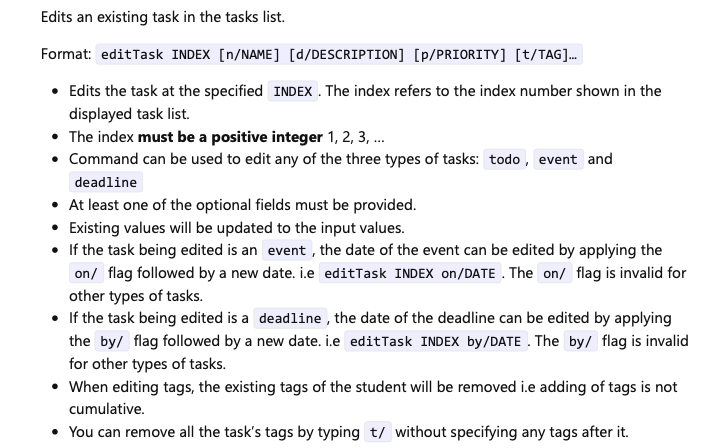 Edits an existing task in the tasks list.
Format: editTask INDEX [n/NAME] [d/DESCRIPTION] [p/PRIORITY] [t/TAG]…
• Edits the task at the specified INDEX . The index refers to the index number shown in the
displayed task list.
• The index must be a positive integer 1, 2, 3, …
• Command can be used to edit any of the three types of tasks: todo , event and
deadline
• At least one of the optional fields must be provided.
• Existing values will be updated to the input values.
• If the task being edited is an event , the date of the event can be edited by applying the
on/ flag followed by a new date. i.e editTask INDEX on/DATE . The on/ flag is invalid for
other types of tasks.
• If the task being edited is a deadline , the date of the deadline can be edited by applying
the by/ flag followed by a new date. i.e editTask INDEX by/DATE . The by/ flag is invalid
for other types of tasks.
• When editing tags, the existing tags of the student will be removed i.e adding of tags is not
cumulative.
• You can remove all the task’s tags by typing t/ without specifying any tags after it.